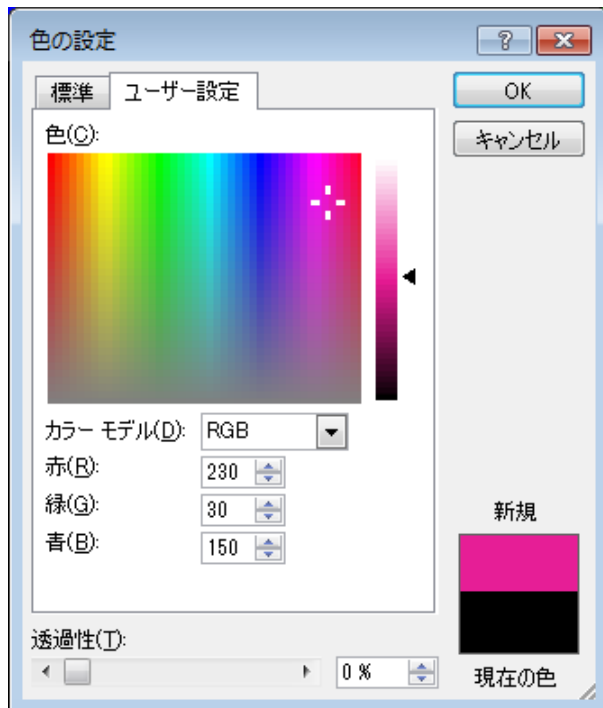 色の設定
標準 ユーザー設定
OK
キャンセル
色(C):
カラー モデル(D): RGB
赤(R): 230
緑(G): 30
青(B): 150
新規
現在の色
透過性(T):
0 %